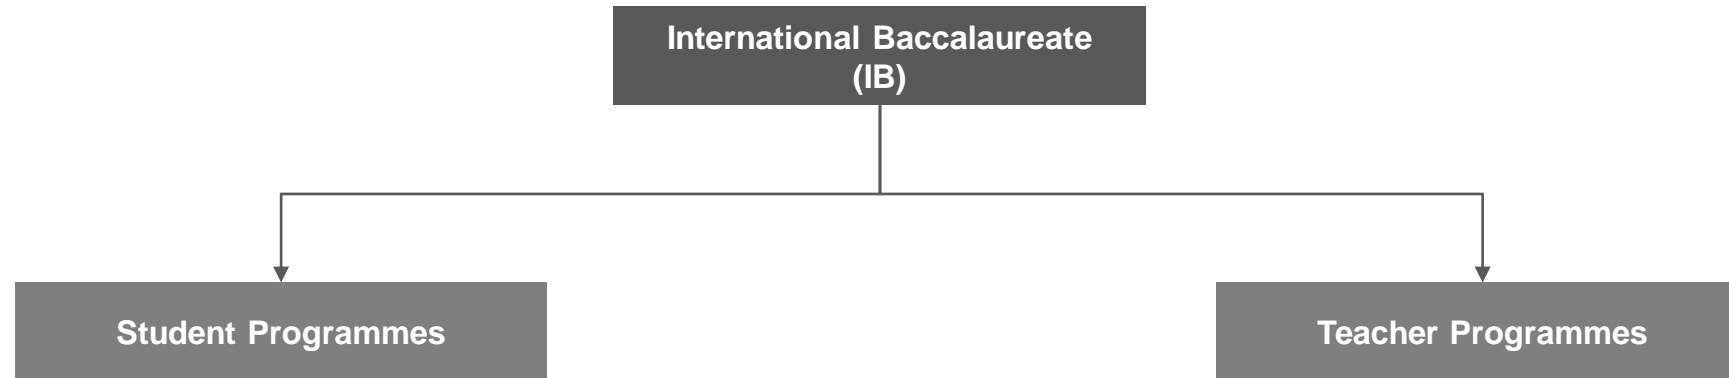 International Baccalaureate
(IB)
Student Programmes
Teacher Programmes